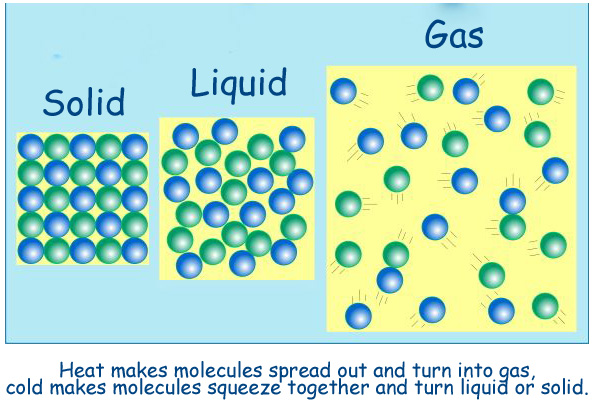 Solid
Liquid
Gas
Heat makes molecules spread out and turn into gas,
cold makes molecules squeeze together and turn liquid or solid.